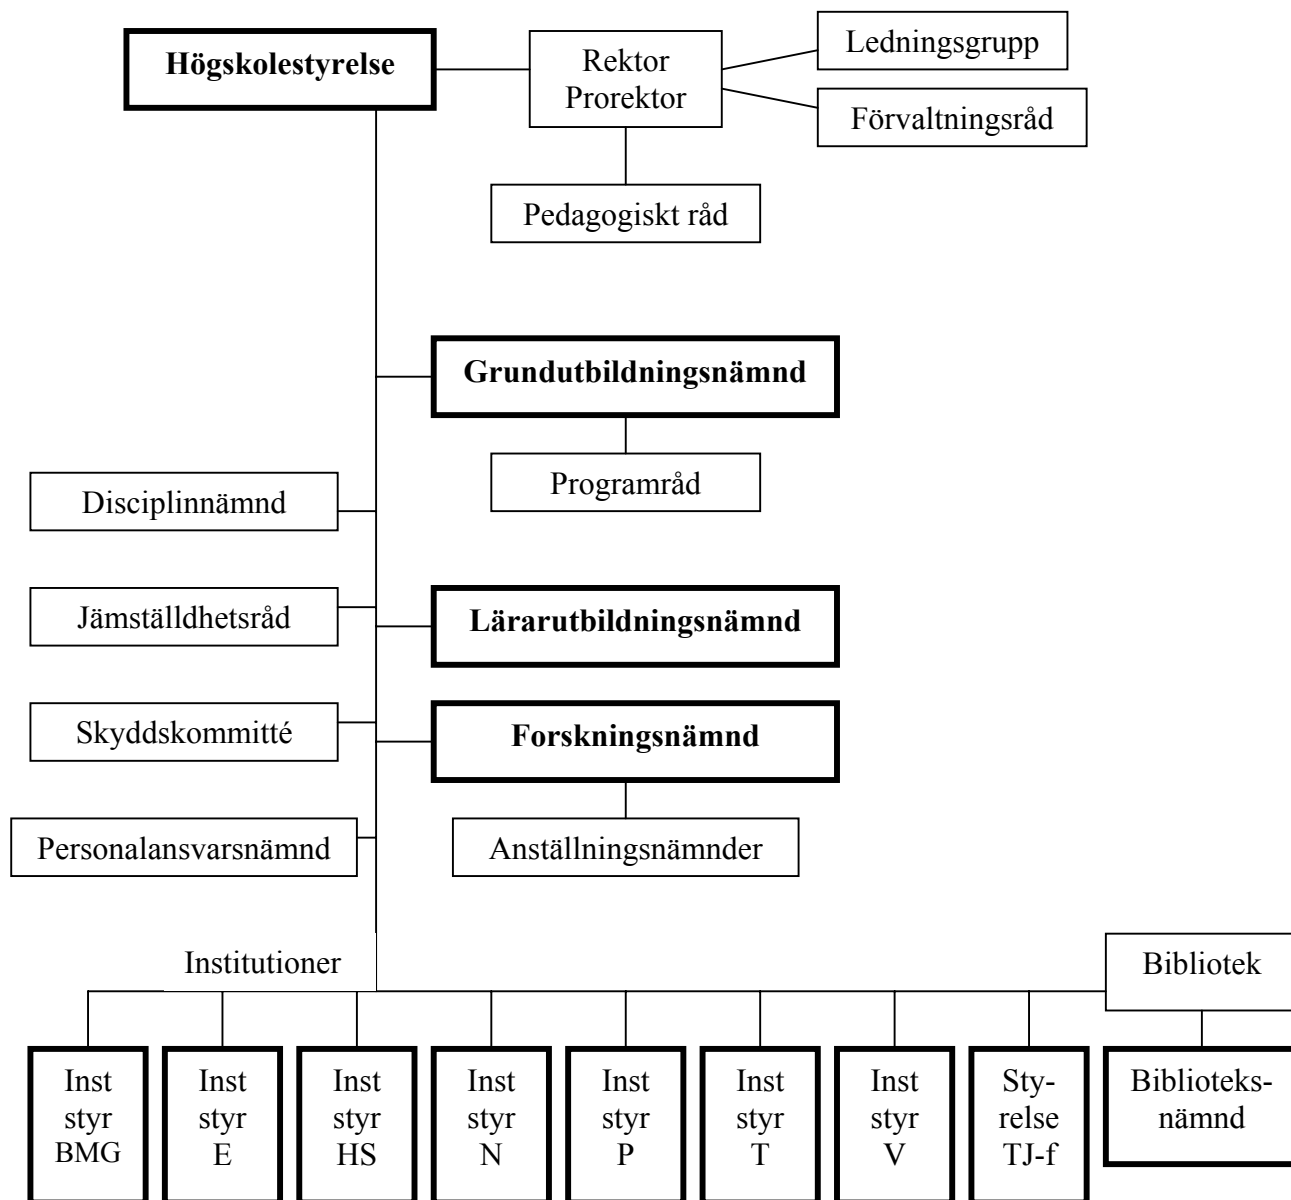 Högskolestyrelse
Rektor
Prorektor
Ledningsgrupp
Förvaltningsråd
Pedagogiskt råd
Grundutbildningsnämnd
Programråd
Disciplinnämnd
Jämställdhetsråd
Lärarutbildningsnämnd
Skyddskommitté
Forskningsnämnd
Personalansvarsnämnd
Anställningsnämnder
Institutioner
Bibliotek
Inst
styr
BMG
Inst
styr
E
Inst
styr
HS
Inst
styr
N
Inst
styr
P
Inst
styr
T
Inst
styr
V
Sty-
relse
TJ-f
Biblioteks-
nämnd